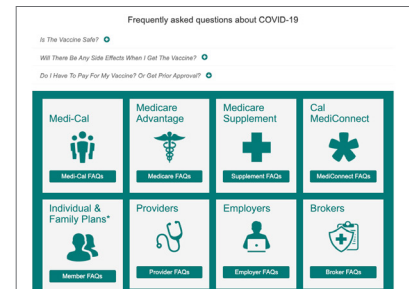 Frequently asked questions about COVID-19
Is The Vaccine Safe?
Will There Be Any Side Effects When I Get The Vaccine?
Do I Have To Pay For My Vaccine? Or Get Prior Approval?
Medi-Cal
Medi-Cal FAQs
Medicare
Advantage
Medicare FAQs
Medicare
Supplement
Supplement FAQs
Cal
MediConnect
MediConnect FAQs
Individual &
Family Plans*
Member FAQs
Providers
Provider FAQs
Employers
Employer FAQs
Brokers
Broker FAQs